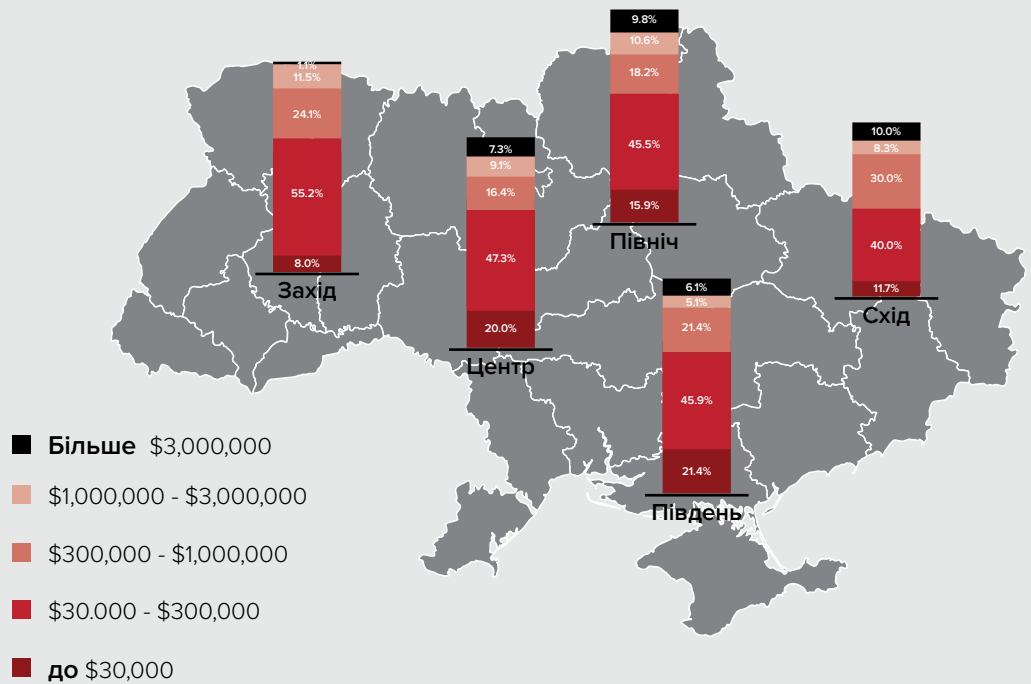 9.8%
10.6%
18.2%
45.5%
15.9%
Північ
1.1%
11.5%
24.1%
55.2%
8.0%
Захід
7.3%
9.1%
16.4%
47.3%
20.0%
Центр
10.0%
8.3%
30.0%
40.0%
11.7%
Схід
6.1%
5.1%
21.4%
45.9%
21.4%
Південь
Більше $3,000,000
$1,000,000 - $3,000,000
$300,000 - $1,000,000
$30.000 - $300,000
до $30,000